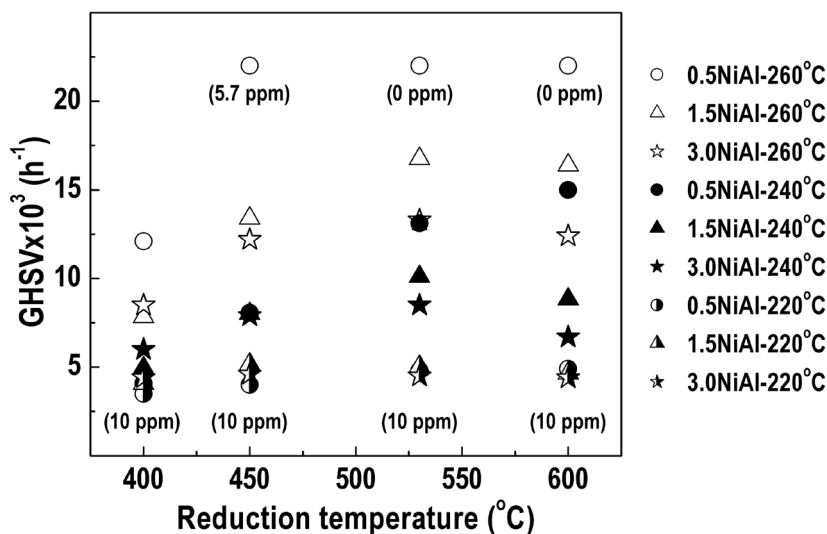 GHSVx10³ (h⁻¹)
22
17
15
10
5
(5.7 ppm) (0 ppm) (0 ppm)
(10 ppm) (10 ppm) (10 ppm) (10 ppm)
400 450 500 550 600
Reduction temperature (°C)
0.5NiAl-260°C
1.5NiAl-260°C
3.0NiAl-260°C
0.5NiAl-240°C
1.5NiAl-240°C
3.0NiAl-240°C
0.5NiAl-220°C
1.5NiAl-220°C
3.0NiAl-220°C